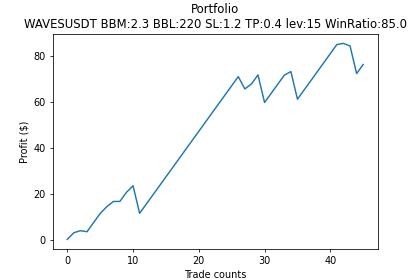 Portfolio
WAVESUSDT BBM:2.3 BBL:220 SL:1.2 TP:0.4 lev:15 WinRatio:85.0
80
60
40
20
0
Profit ($)
0 10 20 30 40
Trade counts